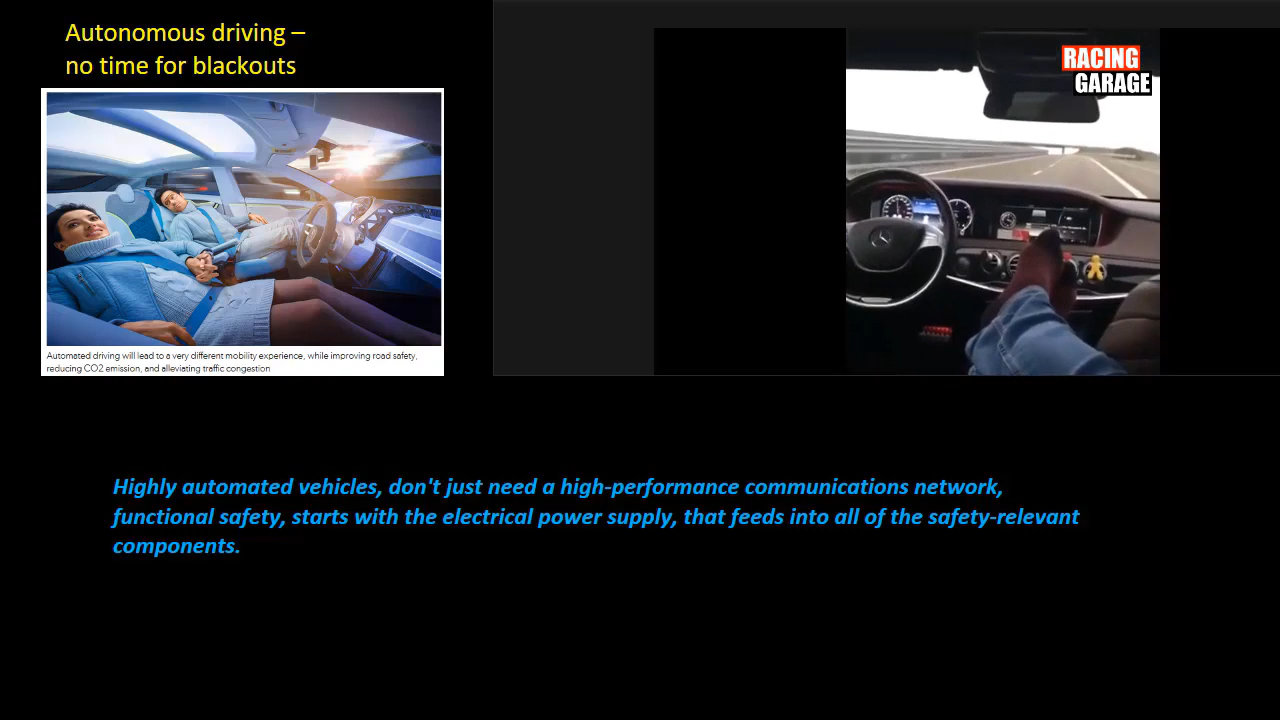 Autonomous driving –
no time for blackouts
RACING
GARAGE
Automated driving will lead to a very different mobility experience, while improving road safety,
reducing CO2 emission, and alleviating traffic congestion
Highly automated vehicles, don't just need a high-performance communications network,
functional safety, starts with the electrical power supply, that feeds into all of the safety-relevant
components.